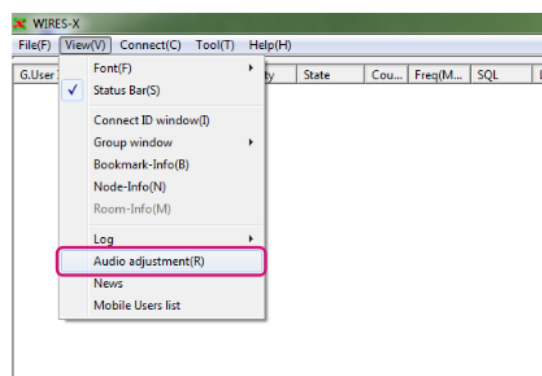 WIRES-X
File(F) View(V) Connect(C) Tool(T) Help(H)
G.User ty State Cou... Freq(M... SQL
Font(F)
Status Bar(S)
Connect ID window(I)
Group window
Bookmark-Info(B)
Node-Info(N)
Room-Info(M)
Log
Audio adjustment(R)
News
Mobile Users list